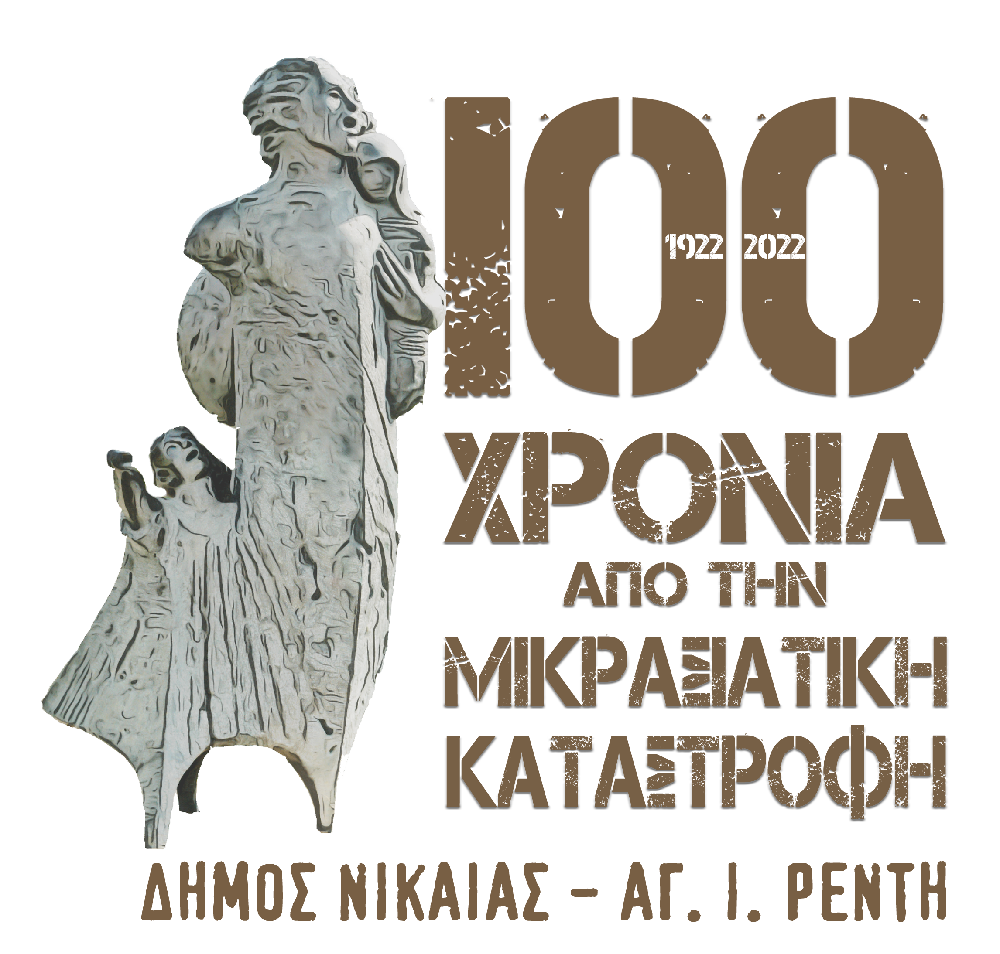 100
1922 2022
ΧΡΟΝΙΑ
ΑΠΟ ΤΗΝ
ΜΙΚΡΑΣΙΑΤΙΚΗ
ΚΑΤΑΣΤΡΟΦΗ
ΔΗΜΟΣ ΝΙΚΑΙΑΣ – ΑΓ. Ι. ΡΕΝΤΗ